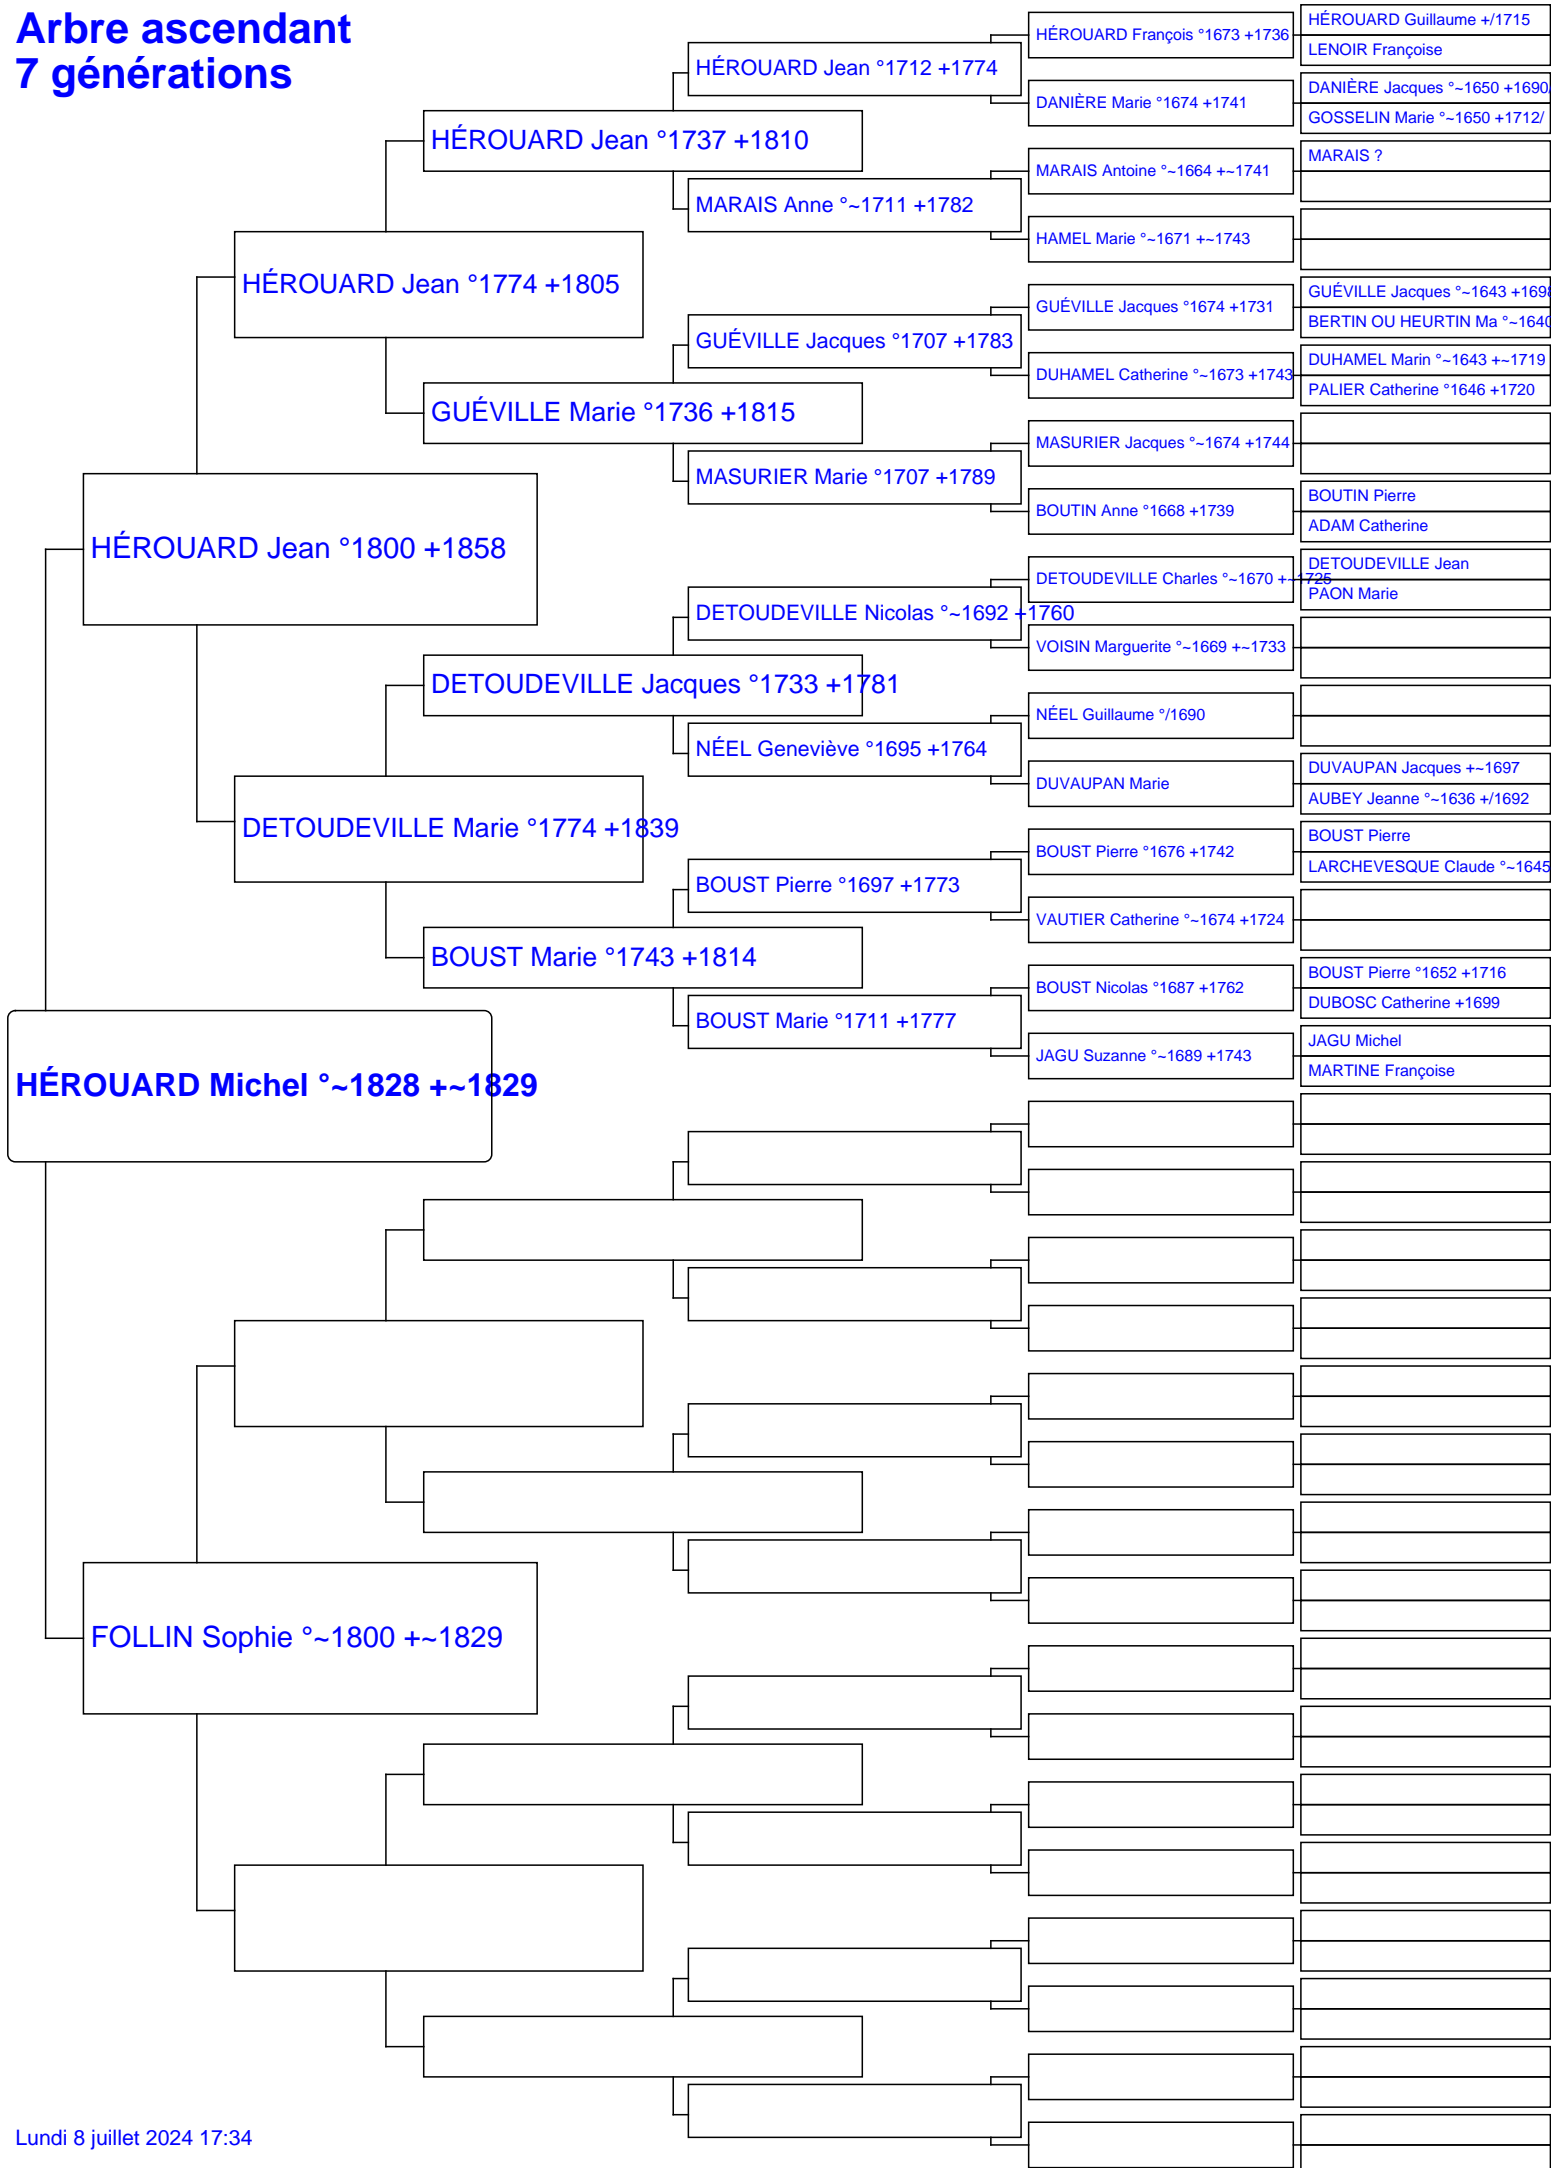 Arbre ascendant
7 générations
HÉROUARD Michel °~1828 +~1829
HÉROUARD Jean °1800 +1858
FOLLIN Sophie °~1800 +~1829
HÉROUARD Jean °1774 +1805
DETOUDEVILLE Marie °1774 +1839
HÉROUARD Jean °1737 +1810
GUÉVILLE Marie °1736 +1815
DETOUDEVILLE Jacques °1733 +1781
BOUST Marie °1743 +1814
HÉROUARD Jean °1712 +1774
MARAIS Anne °~1711 +1782
GUÉVILLE Jacques °1707 +1783
MASURIER Marie °1707 +1789
DETOUDEVILLE Nicolas °~1692 +1760
NÉEL Geneviève °1695 +1764
BOUST Pierre °1697 +1773
BOUST Marie °1711 +1777
HÉROUARD François °1673 +1736
DANIÈRE Marie °1674 +1741
MARAIS Antoine °~1664 +~1741
HAMEL Marie °~1671 +~1743
GUÉVILLE Jacques °1674 +1731
DUHAMEL Catherine °~1673 +1743
MASURIER Jacques °~1674 +1744
BOUTIN Anne °1668 +1739
DETOUDEVILLE Charles °~1670 +~1725
VOISIN Marguerite °~1669 +~1733
NÉEL Guillaume °/1690
DUVAUPAN Marie
BOUST Pierre °1676 +1742
VAUTIER Catherine °~1674 +1724
BOUST Nicolas °1687 +1762
JAGU Suzanne °~1689 +1743
HÉROUARD Guillaume +/1715
LENOIR Françoise
DANIÈRE Jacques °~1650 +1690/
GOSSELIN Marie °~1650 +1712/
MARAIS ?
GUÉVILLE Jacques °~1643 +1698
BERTIN OU HEURTIN Ma °~1640
DUHAMEL Marin °~1643 +~1719
PALIER Catherine °1646 +1720
BOUTIN Pierre
ADAM Catherine
DETOUDEVILLE Jean
PAON Marie
DUVAUPAN Jacques +~1697
AUBEY Jeanne °~1636 +/1692
BOUST Pierre
LARCHEVESQUE Claude °~1645
BOUST Pierre °1652 +1716
DUBOSC Catherine +1699
JAGU Michel
MARTINE Françoise
Lundi 8 juillet 2024 17:34